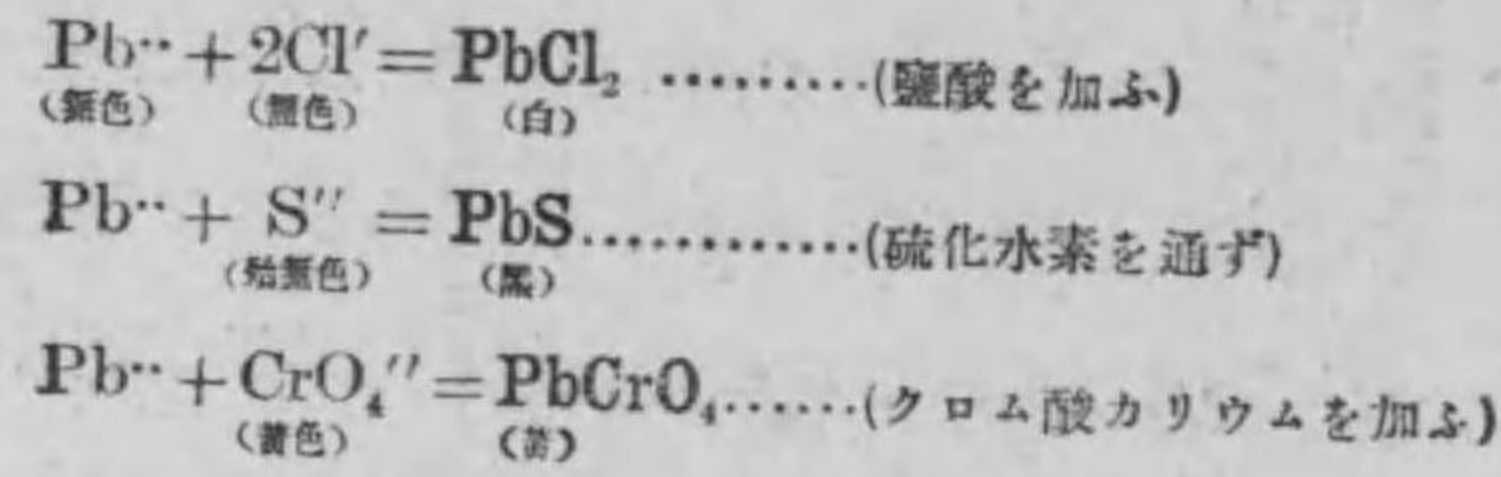 Pb¨ + 2Cl′ = PbCl₂ ………(鹽酸を加ふ)
(無色) (無色) (白)
Pb¨ + S″ = PbS…………(硫化水素を通ず)
(殆無色) (黑)
Pb¨ + CrO₄″ = PbCrO₄……(クロム酸カリウムを加ふ)
(黄色) (黄)